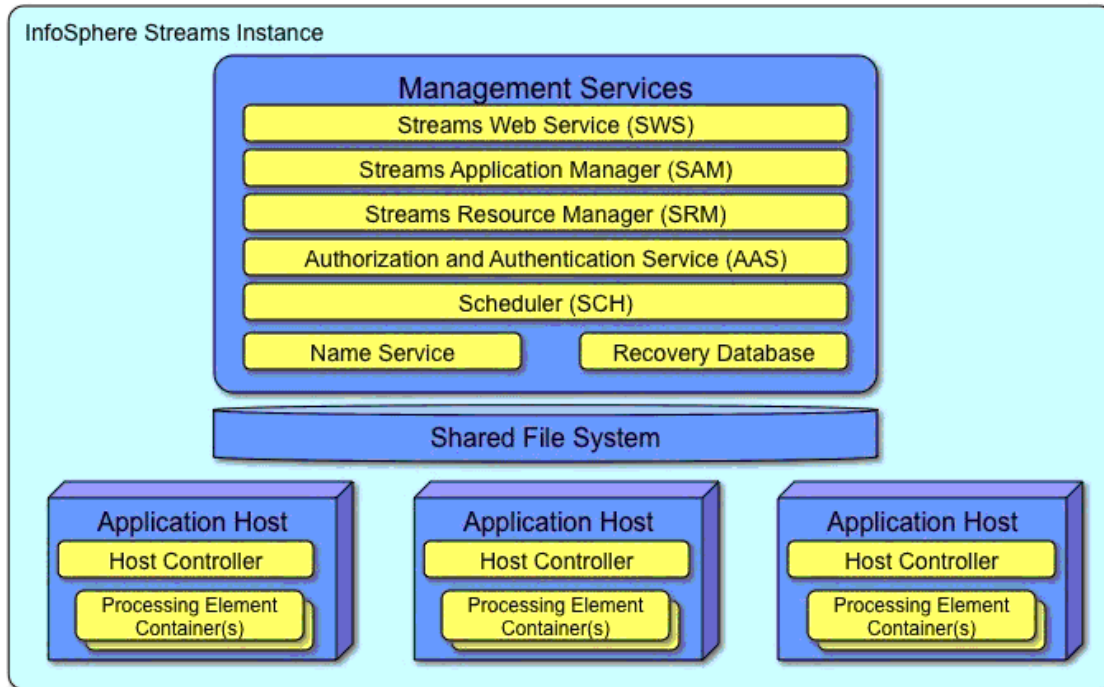 InfoSphere Streams Instance
Management Services
Streams Web Service (SWS)
Streams Application Manager (SAM)
Streams Resource Manager (SRM)
Authorization and Authentication Service (AAS)
Scheduler (SCH)
Name Service
Recovery Database
Shared File System
Application Host
Host Controller
Processing Element
Container(s)
Application Host
Host Controller
Processing Element
Container(s)
Application Host
Host Controller
Processing Element
Container(s)